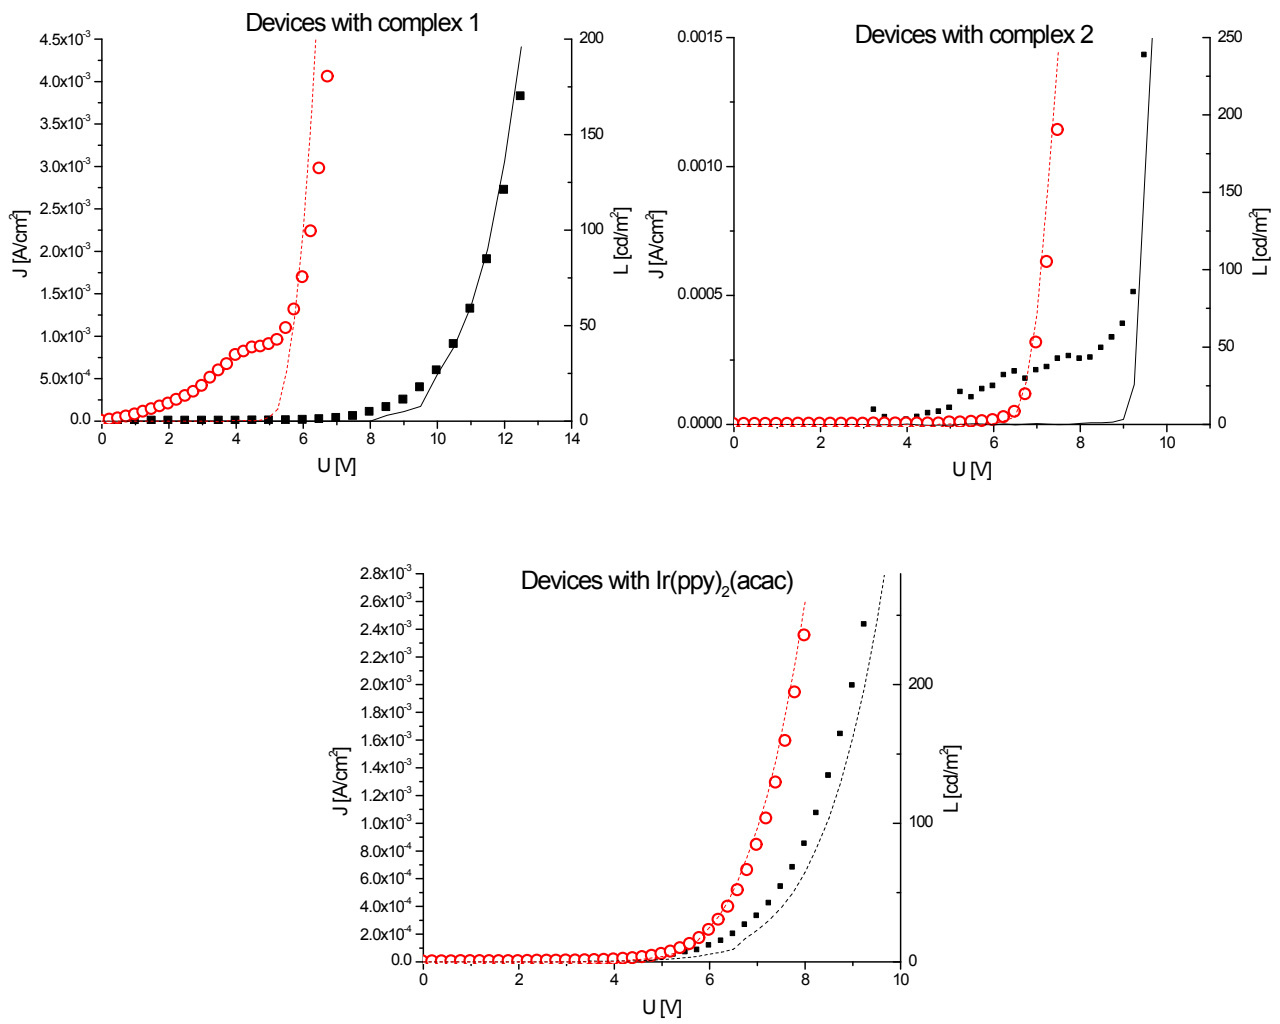 Devices with complex 1
4.5x10⁻³
4.0x10⁻³
3.5x10⁻³
3.0x10⁻³
2.5x10⁻³
2.0x10⁻³
1.5x10⁻³
1.0x10⁻³
5.0x10⁻⁴
0.0
J [A/cm²]
0 2 4 6 8 10 12 14
U [V]
200
150
100
50
0
L [cd/m²]
Devices with complex 2
0.0015
0.0010
0.0005
0.0000
J [A/cm²]
0 2 4 6 8 10
U [V]
250
200
150
100
50
0
L [cd/m²]
Devices with Ir(ppy)₂(acac)
2.8x10⁻³
2.6x10⁻³
2.4x10⁻³
2.2x10⁻³
2.0x10⁻³
1.8x10⁻³
1.6x10⁻³
1.4x10⁻³
1.2x10⁻³
1.0x10⁻³
8.0x10⁻⁴
6.0x10⁻⁴
4.0x10⁻⁴
2.0x10⁻⁴
0.0
J [A/cm²]
0 2 4 6 8 10
U [V]
200
100
0
L [cd/m²]